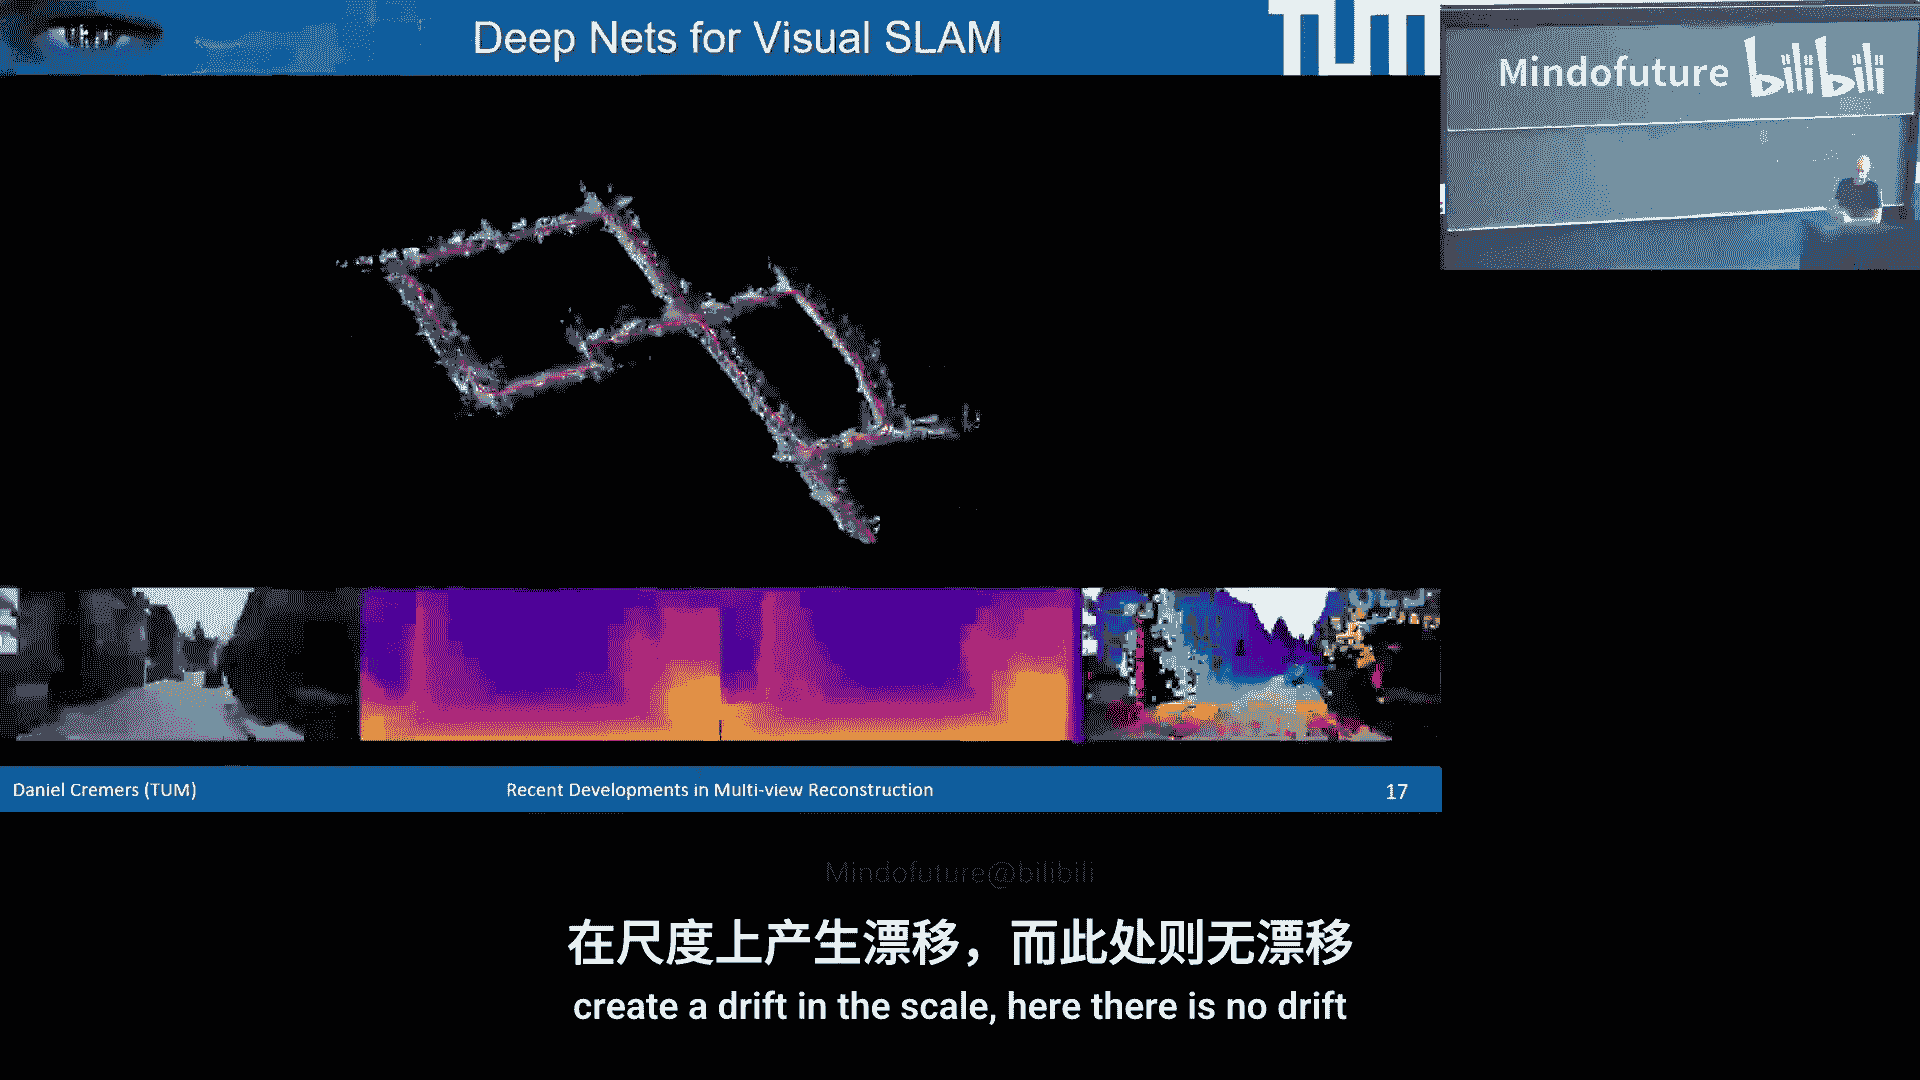 Deep Nets for Visual SLAM
TUM
Mindofuture bilibili
Daniel Cremers (TUM)
Recent Developments in Multi-view Reconstruction
17
Mindofuture@bilibili
在尺度上产生漂移，而此处则无漂移
create a drift in the scale, here there is no drift